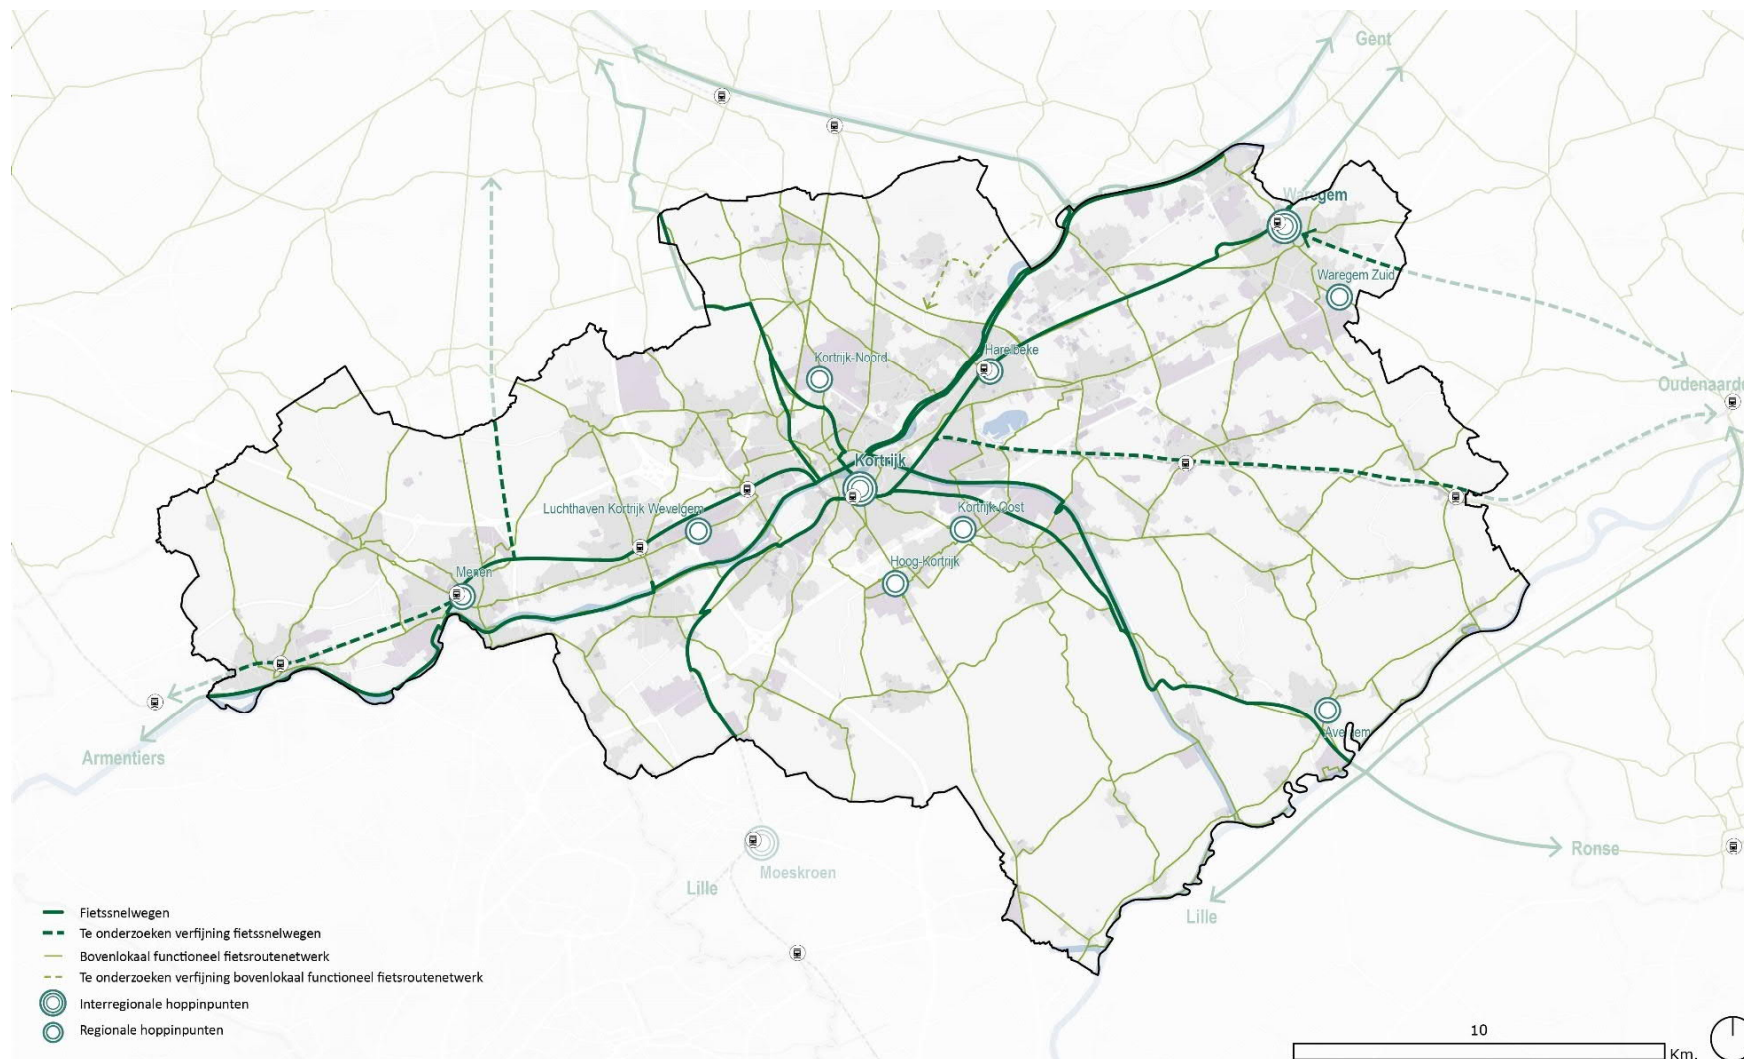 Gent
Waregem
Waregem Zuid
Kortrijk-Noord
Harelbeke
Oudenaarde
Kortrijk
Luchthaven Kortrijk Wevelgem
Kortrijk-Oost
Hoog-Kortrijk
Menen
Avelgem
Armentiers
Ronse
Moeskroen
Lille
Lille
Fietssnelwegen
Te onderzoeken verfijning fietssnelwegen
Bovenlokaal functioneel fietsroutenetwerk
Te onderzoeken verfijning bovenlokaal functioneel fietsroutenetwerk
Interregionale hoppinpunten
Regionale hoppinpunten
10
Km.